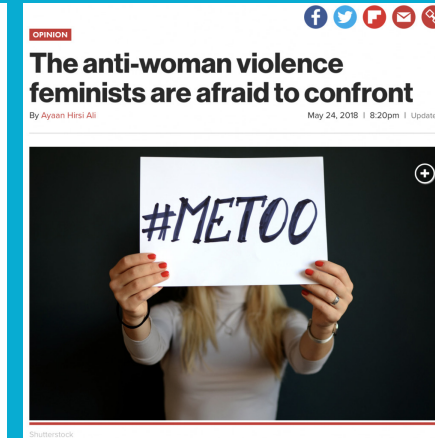 OPINION
The anti-woman violence
feminists are afraid to confront
By Ayaan Hirsi Ali May 24, 2018 | 8:20pm | Update
#METOO
Shutterstock